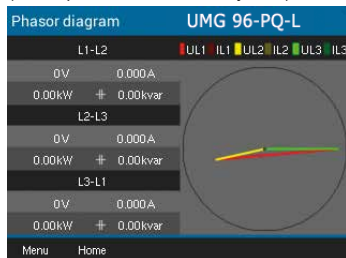 Phasor diagram UMG 96-PQ-L
L1-L2 UL1 IL1 UL2 IL2 UL3 IL3
0V 0.000A
0.00kW ⊣⊢ 0.00kvar
L2-L3
0V 0.000A
0.00kW ⊣⊢ 0.00kvar
L3-L1
0V 0.000A
0.00kW ⊣⊢ 0.00kvar
Menu Home